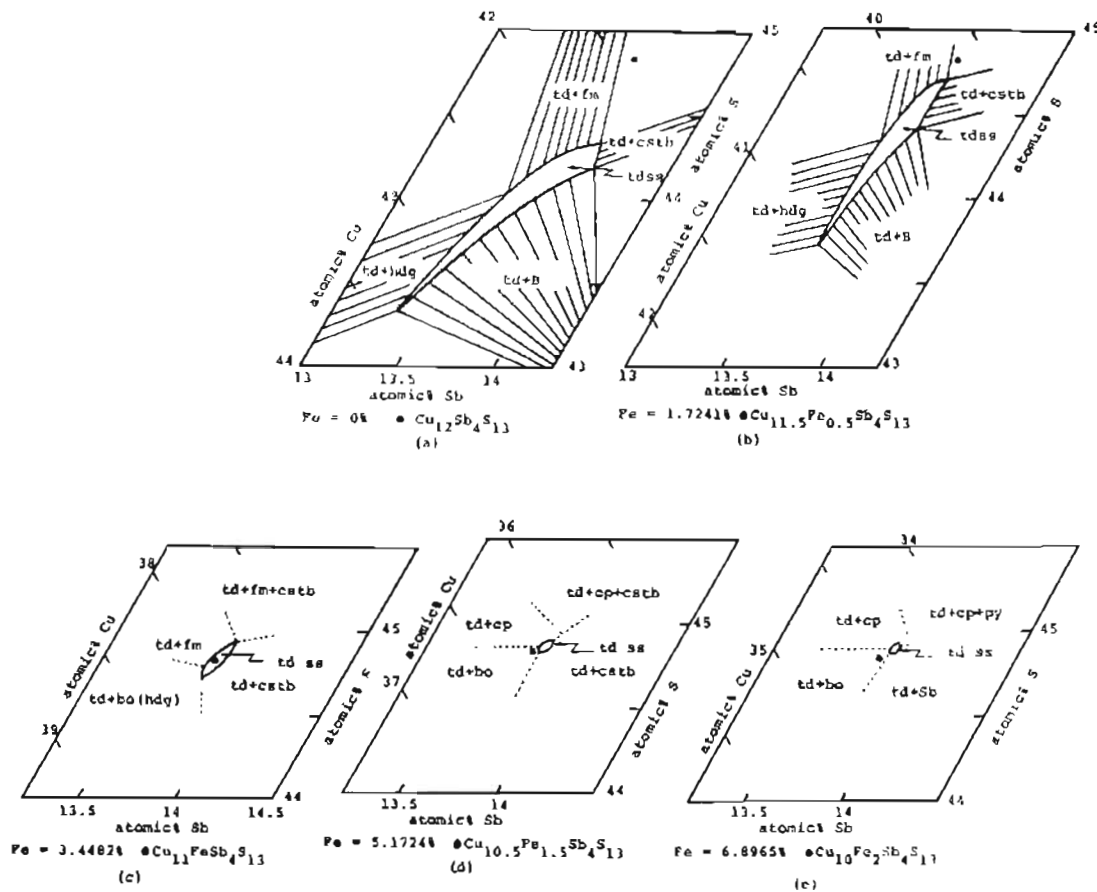 42
45
td+fm
td+cstb
tdss
atomic% S
44
43
atomic% Cu
td+hdg
td+B
44
43
13
13.5
14
atomic% Sb
Fe = 0% ● Cu12Sb4S13
(a)
40
45
td+fm
td+cstb
tdss
atomic% S
41
44
td+hdg
td+B
atomic% Cu
42
43
13
13.5
14
atomic% Sb
Fe = 1.7241% ●Cu11.5Fe0.5Sb4S13
(b)
38
td+fm+cstb
atomic% Cu
45
td+fm
td ss
td+cstb
td+bo(hdg)
atomic% S
39
44
13.5
14
14.5
atomic% Sb
Fe = 3.4482% ●Cu11FeSb4S13
(c)
36
td+cp+cstb
atomic% Cu
45
td+cp
td ss
td+bo
td+cstb
37
atomic% S
44
13.5
14
atomic% Sb
Fe = 5.1724% ●Cu10.5Fe1.5Sb4S13
(d)
34
td+cp
td+cp+py
45
35
td ss
td+bo
td+Sb
atomic% Cu
atomic% S
44
13.5
14
atomic% Sb
Fe = 6.8965% ●Cu10Fe2Sb4S13
(e)